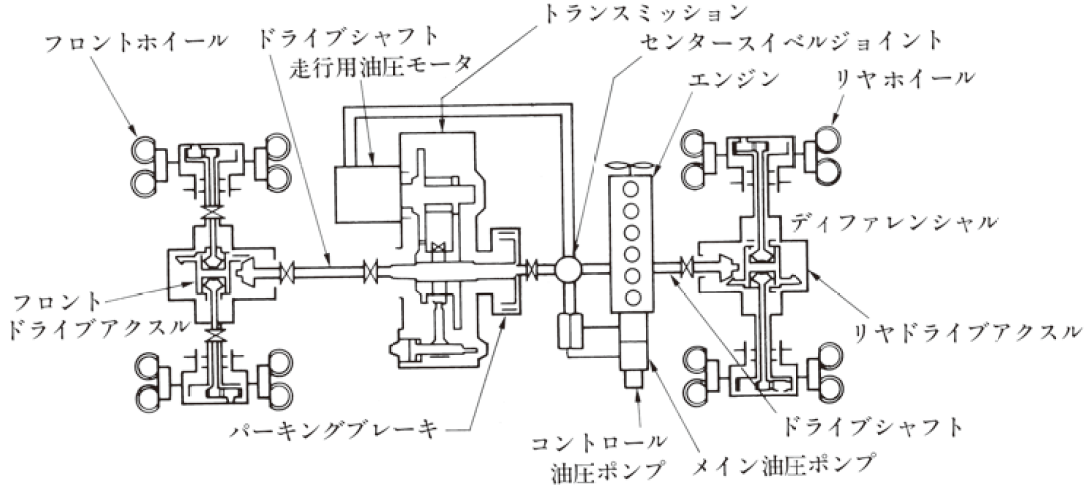 トランスミッション
フロントホイール
ドライブシャフト
センタースイベルジョイント
走行用油圧モータ
エンジン
リヤホイール
ディファレンシャル
フロント
ドライブアクスル
リヤドライブアクスル
パーキングブレーキ
ドライブシャフト
コントロール
油圧ポンプ
メイン油圧ポンプ